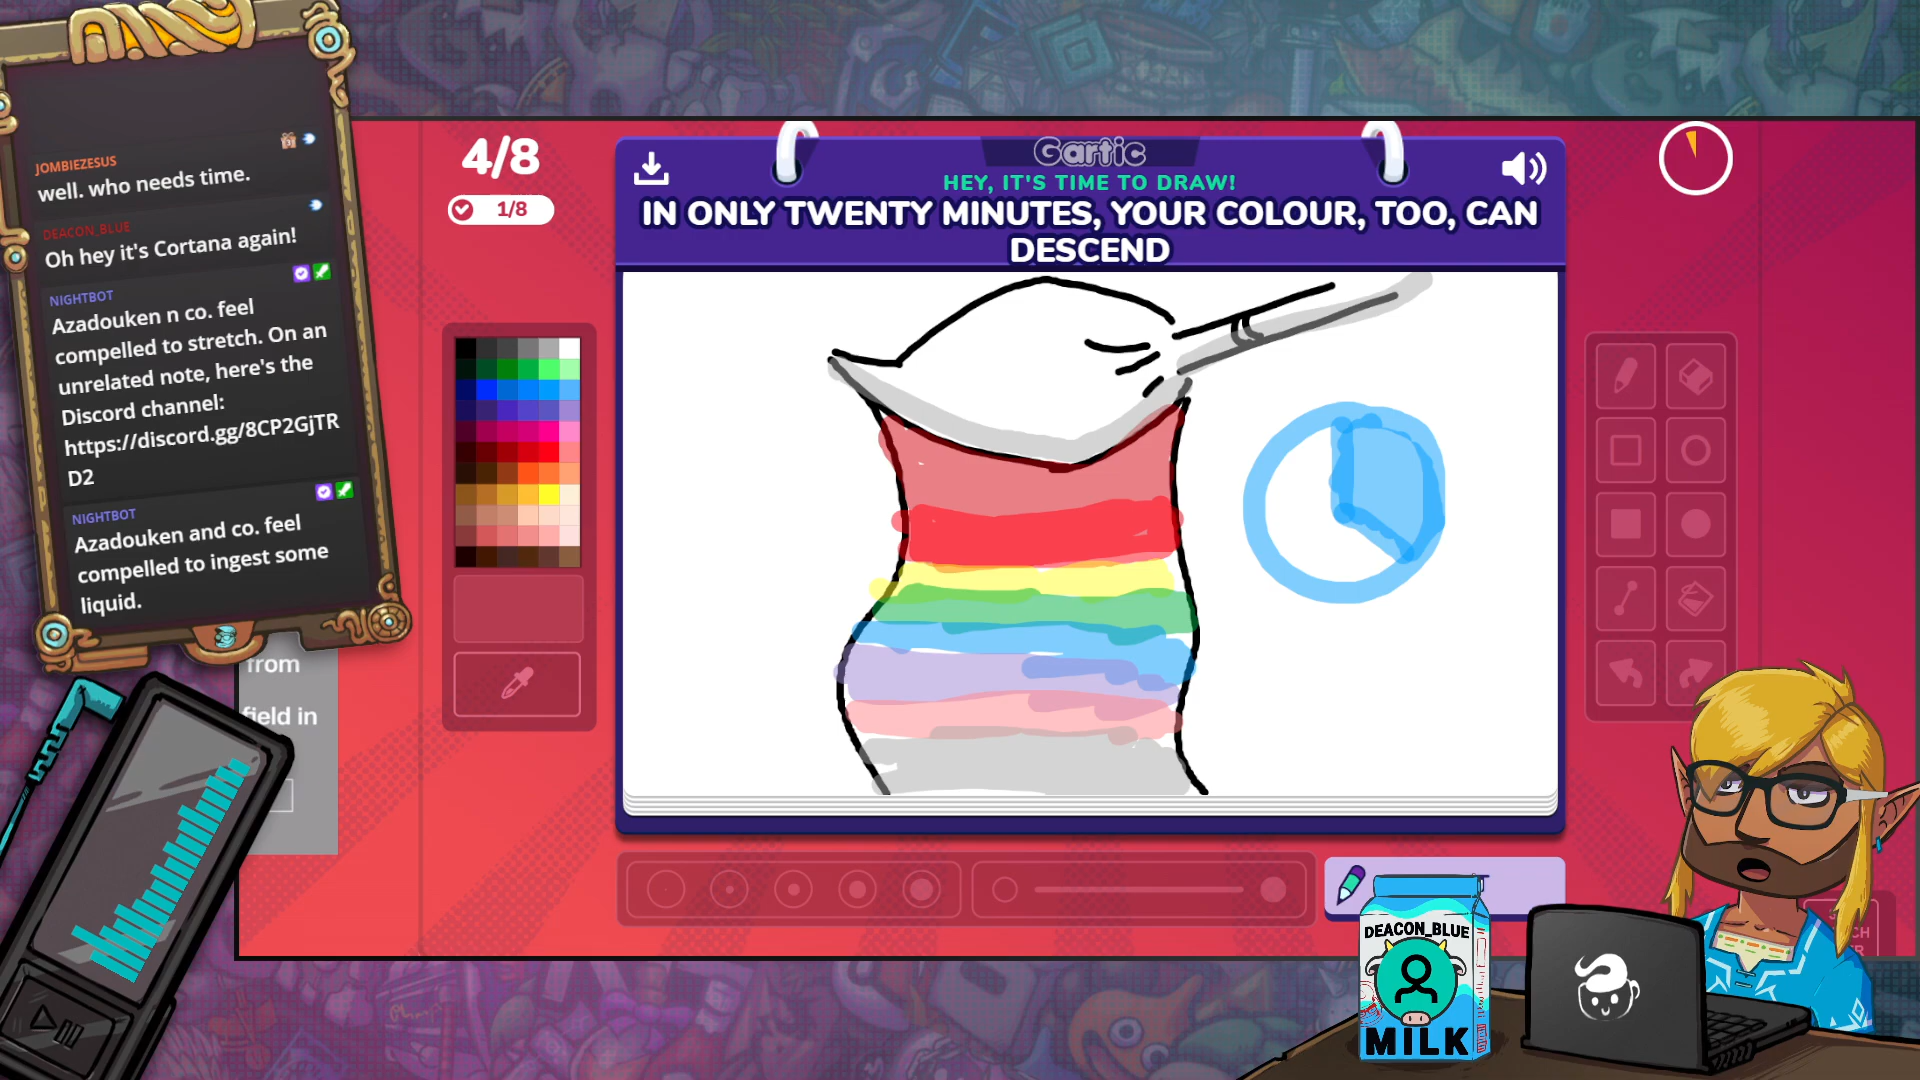 JOMBIEZESUS
well. who needs time.
DEACON_BLUE
Oh hey it's Cortana again!
NIGHTBOT
Azadouken n co. feel
compelled to stretch. On an
unrelated note, here's the
Discord channel:
https://discord.gg/8CP2GjTR
D2
NIGHTBOT
Azadouken and co. feel
compelled to ingest some
liquid.
from
field in
4/8
1/8
Gartic
HEY, IT'S TIME TO DRAW!
IN ONLY TWENTY MINUTES, YOUR COLOUR, TOO, CAN
DESCEND
DEACON_BLUE
MILK